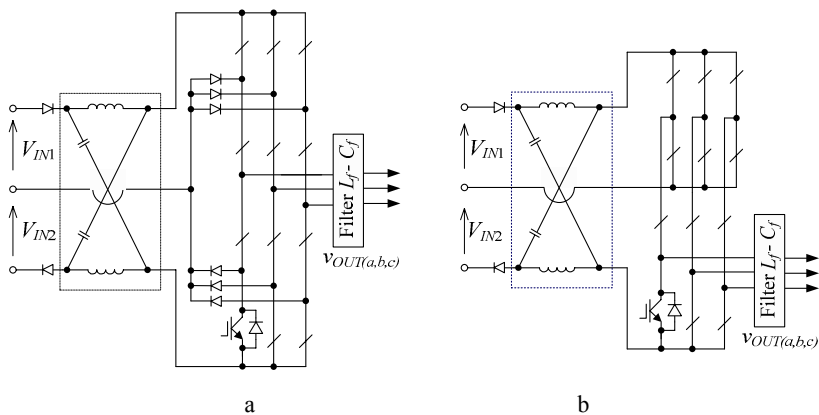 V_IN1
V_IN2
Filter L_f - C_f
v_OUT(a,b,c)
a
V_IN1
V_IN2
Filter L_f - C_f
v_OUT(a,b,c)
b